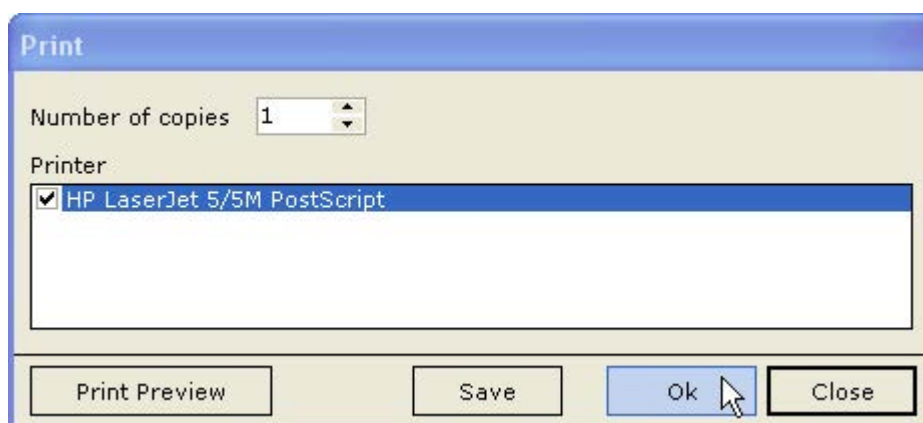 Print
Number of copies 1
Printer
HP LaserJet 5/5M PostScript
Print Preview Save Ok Close